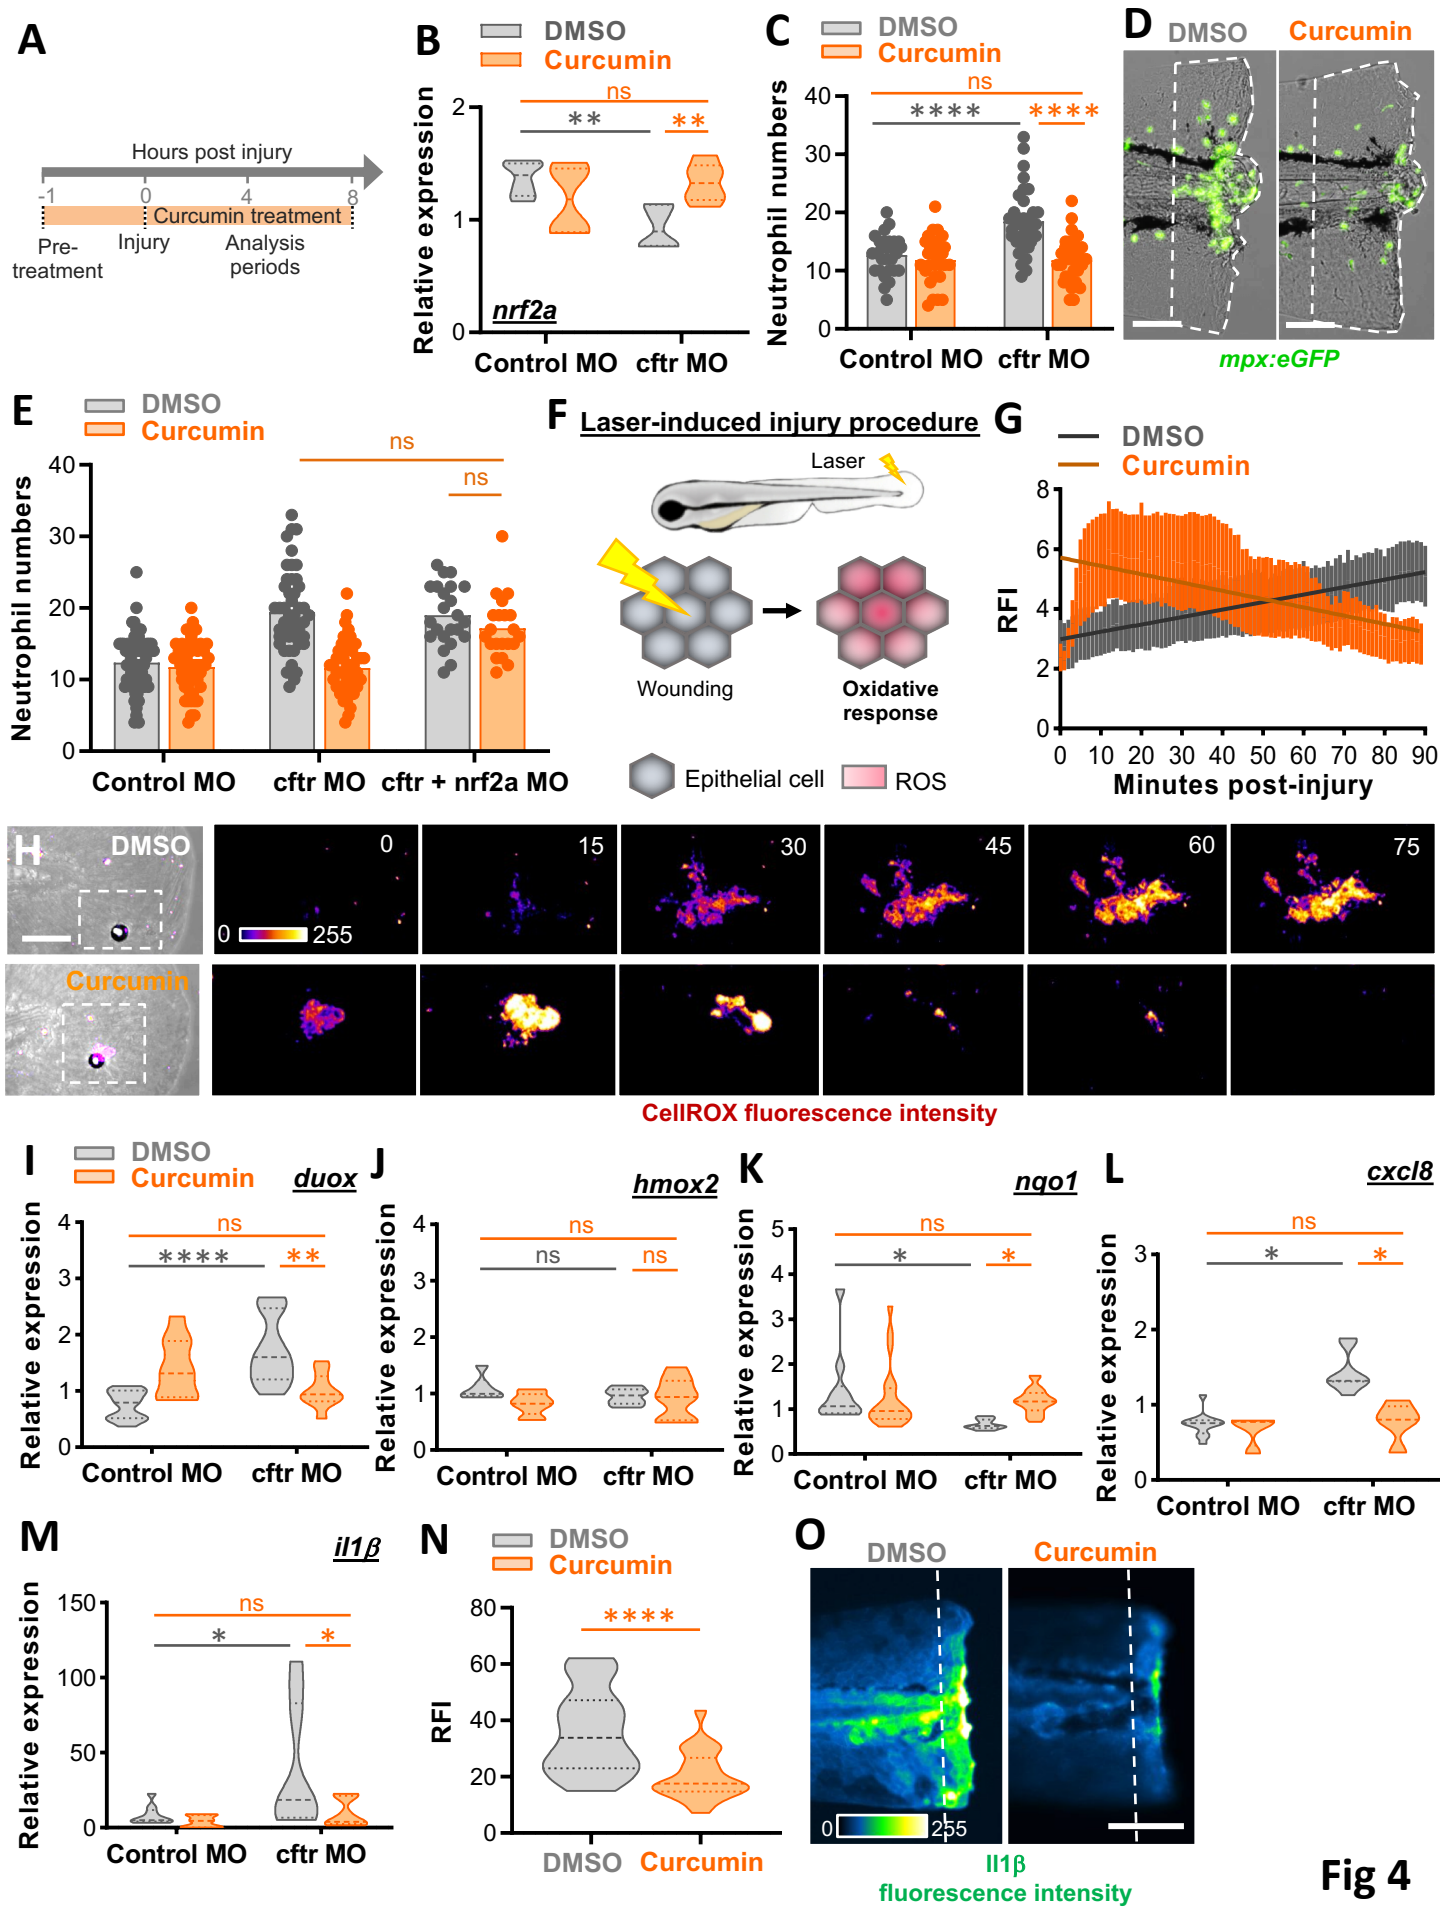 A
Hours post injury
-1
0
4
8
Curcumin treatment
Pre-
treatment
Injury
Analysis
periods
B
DMSO
Curcumin
ns
**
**
Relative expression
2
1
0
nrf2a
Control MO
cftr MO
C
DMSO
Curcumin
ns
****
****
Neutrophil numbers
40
30
20
10
0
Control MO
cftr MO
D
DMSO
Curcumin
mpx:eGFP
E
DMSO
Curcumin
ns
ns
Neutrophil numbers
40
30
20
10
0
Control MO
cftr MO
cftr + nrf2a MO
F
Laser-induced injury procedure
Laser
Wounding
Oxidative
response
Epithelial cell
ROS
G
DMSO
Curcumin
RFI
8
6
4
2
0
0 10 20 30 40 50 60 70 80 90
Minutes post-injury
H
DMSO
0
15
30
45
60
75
0
255
Curcumin
CellROX fluorescence intensity
I
DMSO
Curcumin
duox
ns
****
**
Relative expression
4
3
2
1
0
Control MO
cftr MO
J
hmox2
ns
ns
ns
Relative expression
4
3
2
1
0
Control MO
cftr MO
K
nqo1
ns
*
*
Relative expression
5
4
3
2
1
0
Control MO
cftr MO
L
cxcl8
ns
*
*
Relative expression
3
2
1
0
Control MO
cftr MO
M
il1β
ns
*
*
Relative expression
150
100
50
0
Control MO
cftr MO
N
DMSO
Curcumin
****
RFI
80
60
40
20
0
DMSO
Curcumin
O
DMSO
Curcumin
0
255
Il1β
fluorescence intensity
Fig 4